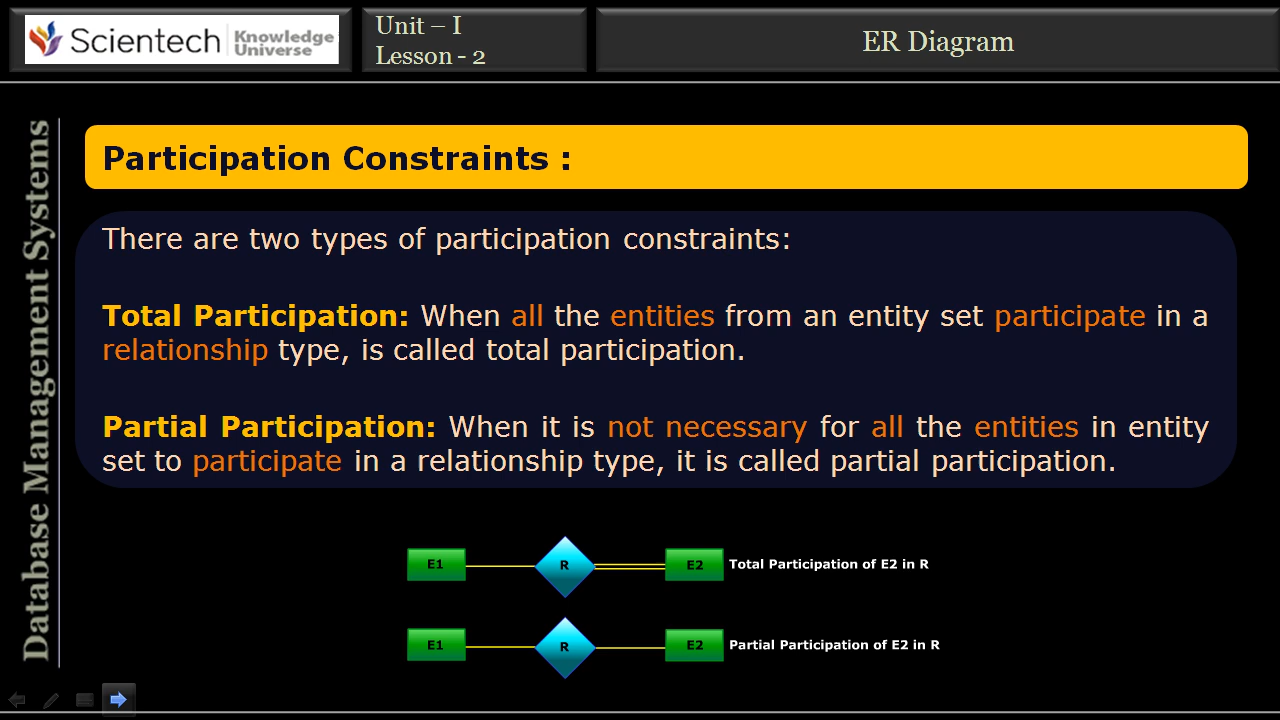 Scientech Knowledge Universe
Unit – I
Lesson - 2
ER Diagram
Database Management Systems
Participation Constraints :
There are two types of participation constraints:
Total Participation: When all the entities from an entity set participate in a
relationship type, is called total participation.
Partial Participation: When it is not necessary for all the entities in entity
set to participate in a relationship type, it is called partial participation.
E1 R E2 Total Participation of E2 in R
E1 R E2 Partial Participation of E2 in R